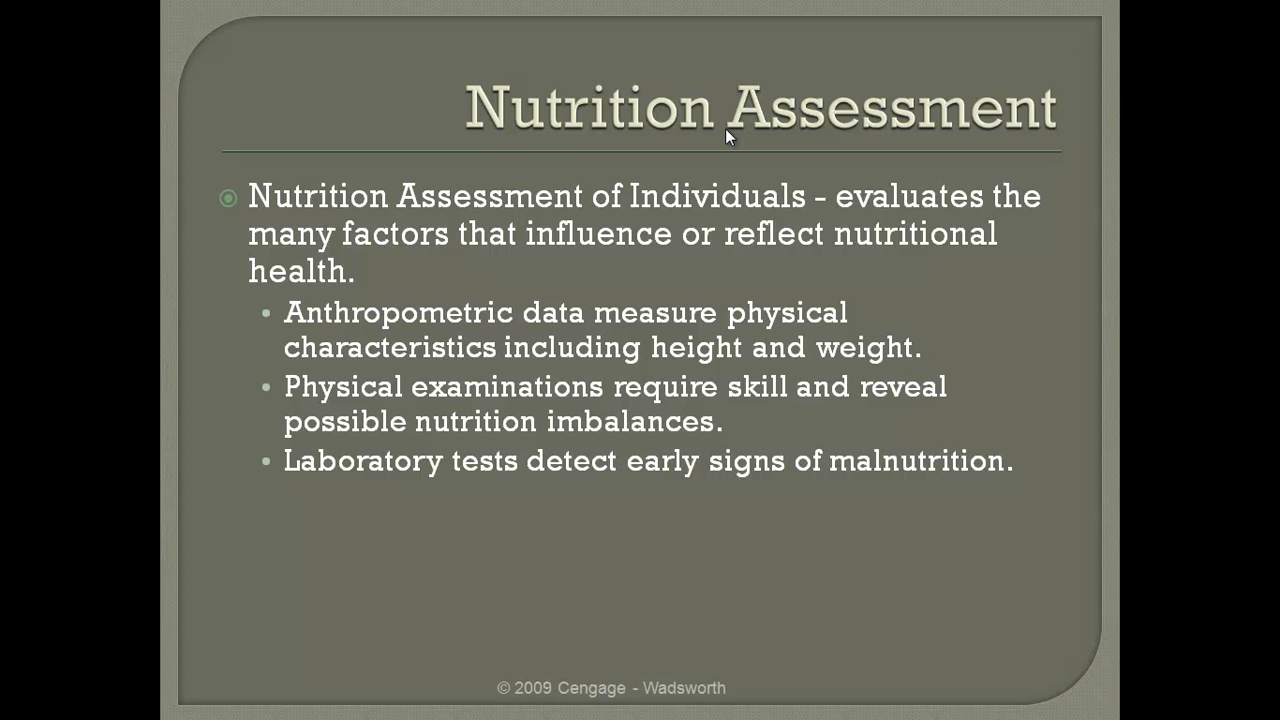 Nutrition Assessment
Nutrition Assessment of Individuals - evaluates the
many factors that influence or reflect nutritional
health.
• Anthropometric data measure physical
characteristics including height and weight.
• Physical examinations require skill and reveal
possible nutrition imbalances.
• Laboratory tests detect early signs of malnutrition.
© 2009 Cengage - Wadsworth